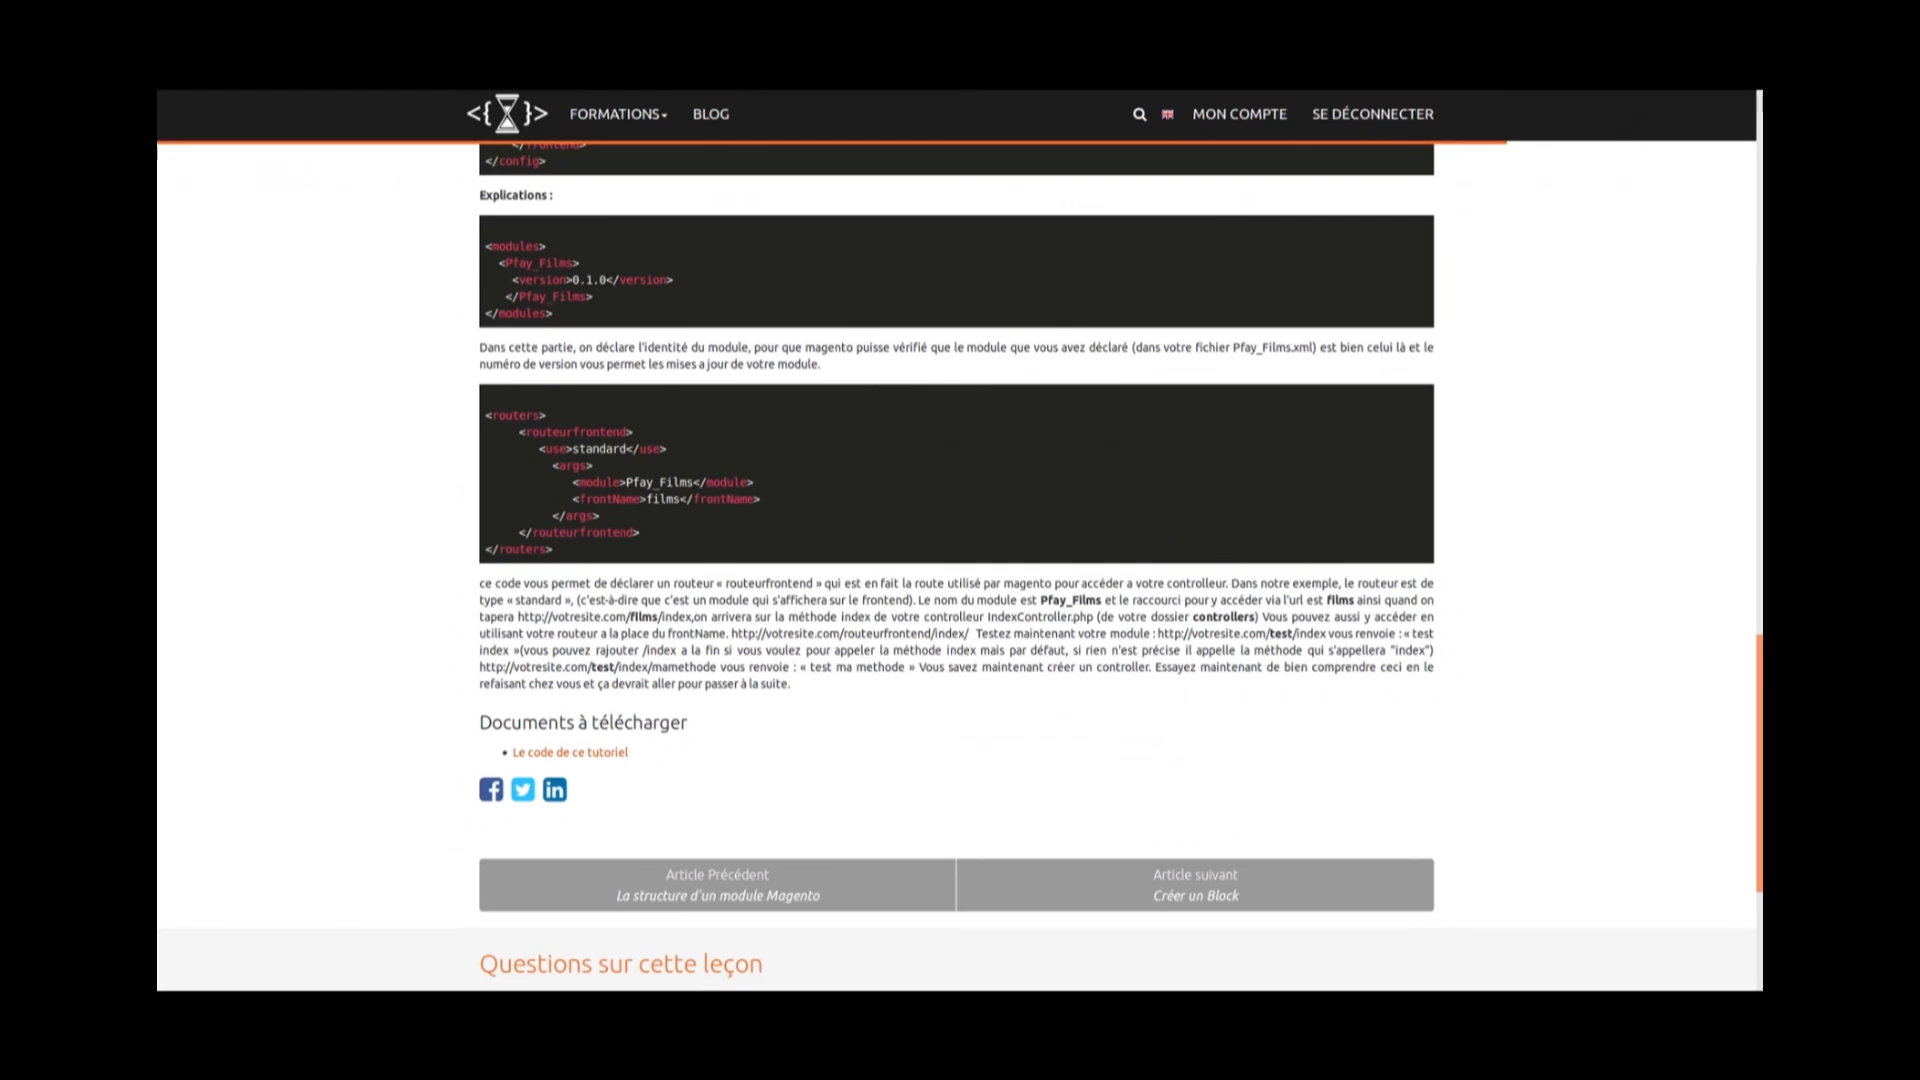 <{ }> FORMATIONS BLOG MON COMPTE SE DÉCONNECTER
</frontend>
</config>
Explications :
<modules>
<Pfay_Films>
<version>0.1.0</version>
</Pfay_Films>
</modules>
Dans cette partie, on déclare l'identité du module, pour que magento puisse vérifié que le module que vous avez déclaré (dans votre fichier Pfay_Films.xml) est bien celui là et le
numéro de version vous permet les mises a jour de votre module.
<routers>
<routeurfrontend>
<use>standard</use>
<args>
<module>Pfay_Films</module>
<frontName>films</frontName>
</args>
</routeurfrontend>
</routers>
ce code vous permet de déclarer un routeur « routeurfrontend » qui est en fait la route utilisé par magento pour accéder a votre controlleur. Dans notre exemple, le routeur est de
type « standard », (c'est-à-dire que c'est un module qui s'affichera sur le frontend). Le nom du module est Pfay_Films et le raccourci pour y accéder via l'url est films ainsi quand on
tapera http://votresite.com/films/index,on arrivera sur la méthode index de votre controlleur IndexController.php (de votre dossier controllers) Vous pouvez aussi y accéder en
utilisant votre routeur a la place du frontName. http://votresite.com/routeurfrontend/index/ Testez maintenant votre module : http://votresite.com/test/index vous renvoie : « test
index »(vous pouvez rajouter /index a la fin si vous voulez pour appeler la méthode index mais par défaut, si rien n'est précise il appelle la méthode qui s'appellera "index")
http://votresite.com/test/index/mamethode vous renvoie : « test ma methode » Vous savez maintenant créer un controller. Essayez maintenant de bien comprendre ceci en le
refaisant chez vous et ça devrait aller pour passer à la suite.
Documents à télécharger
• Le code de ce tutoriel
Article Précédent
La structure d'un module Magento
Article suivant
Créer un Block
Questions sur cette leçon